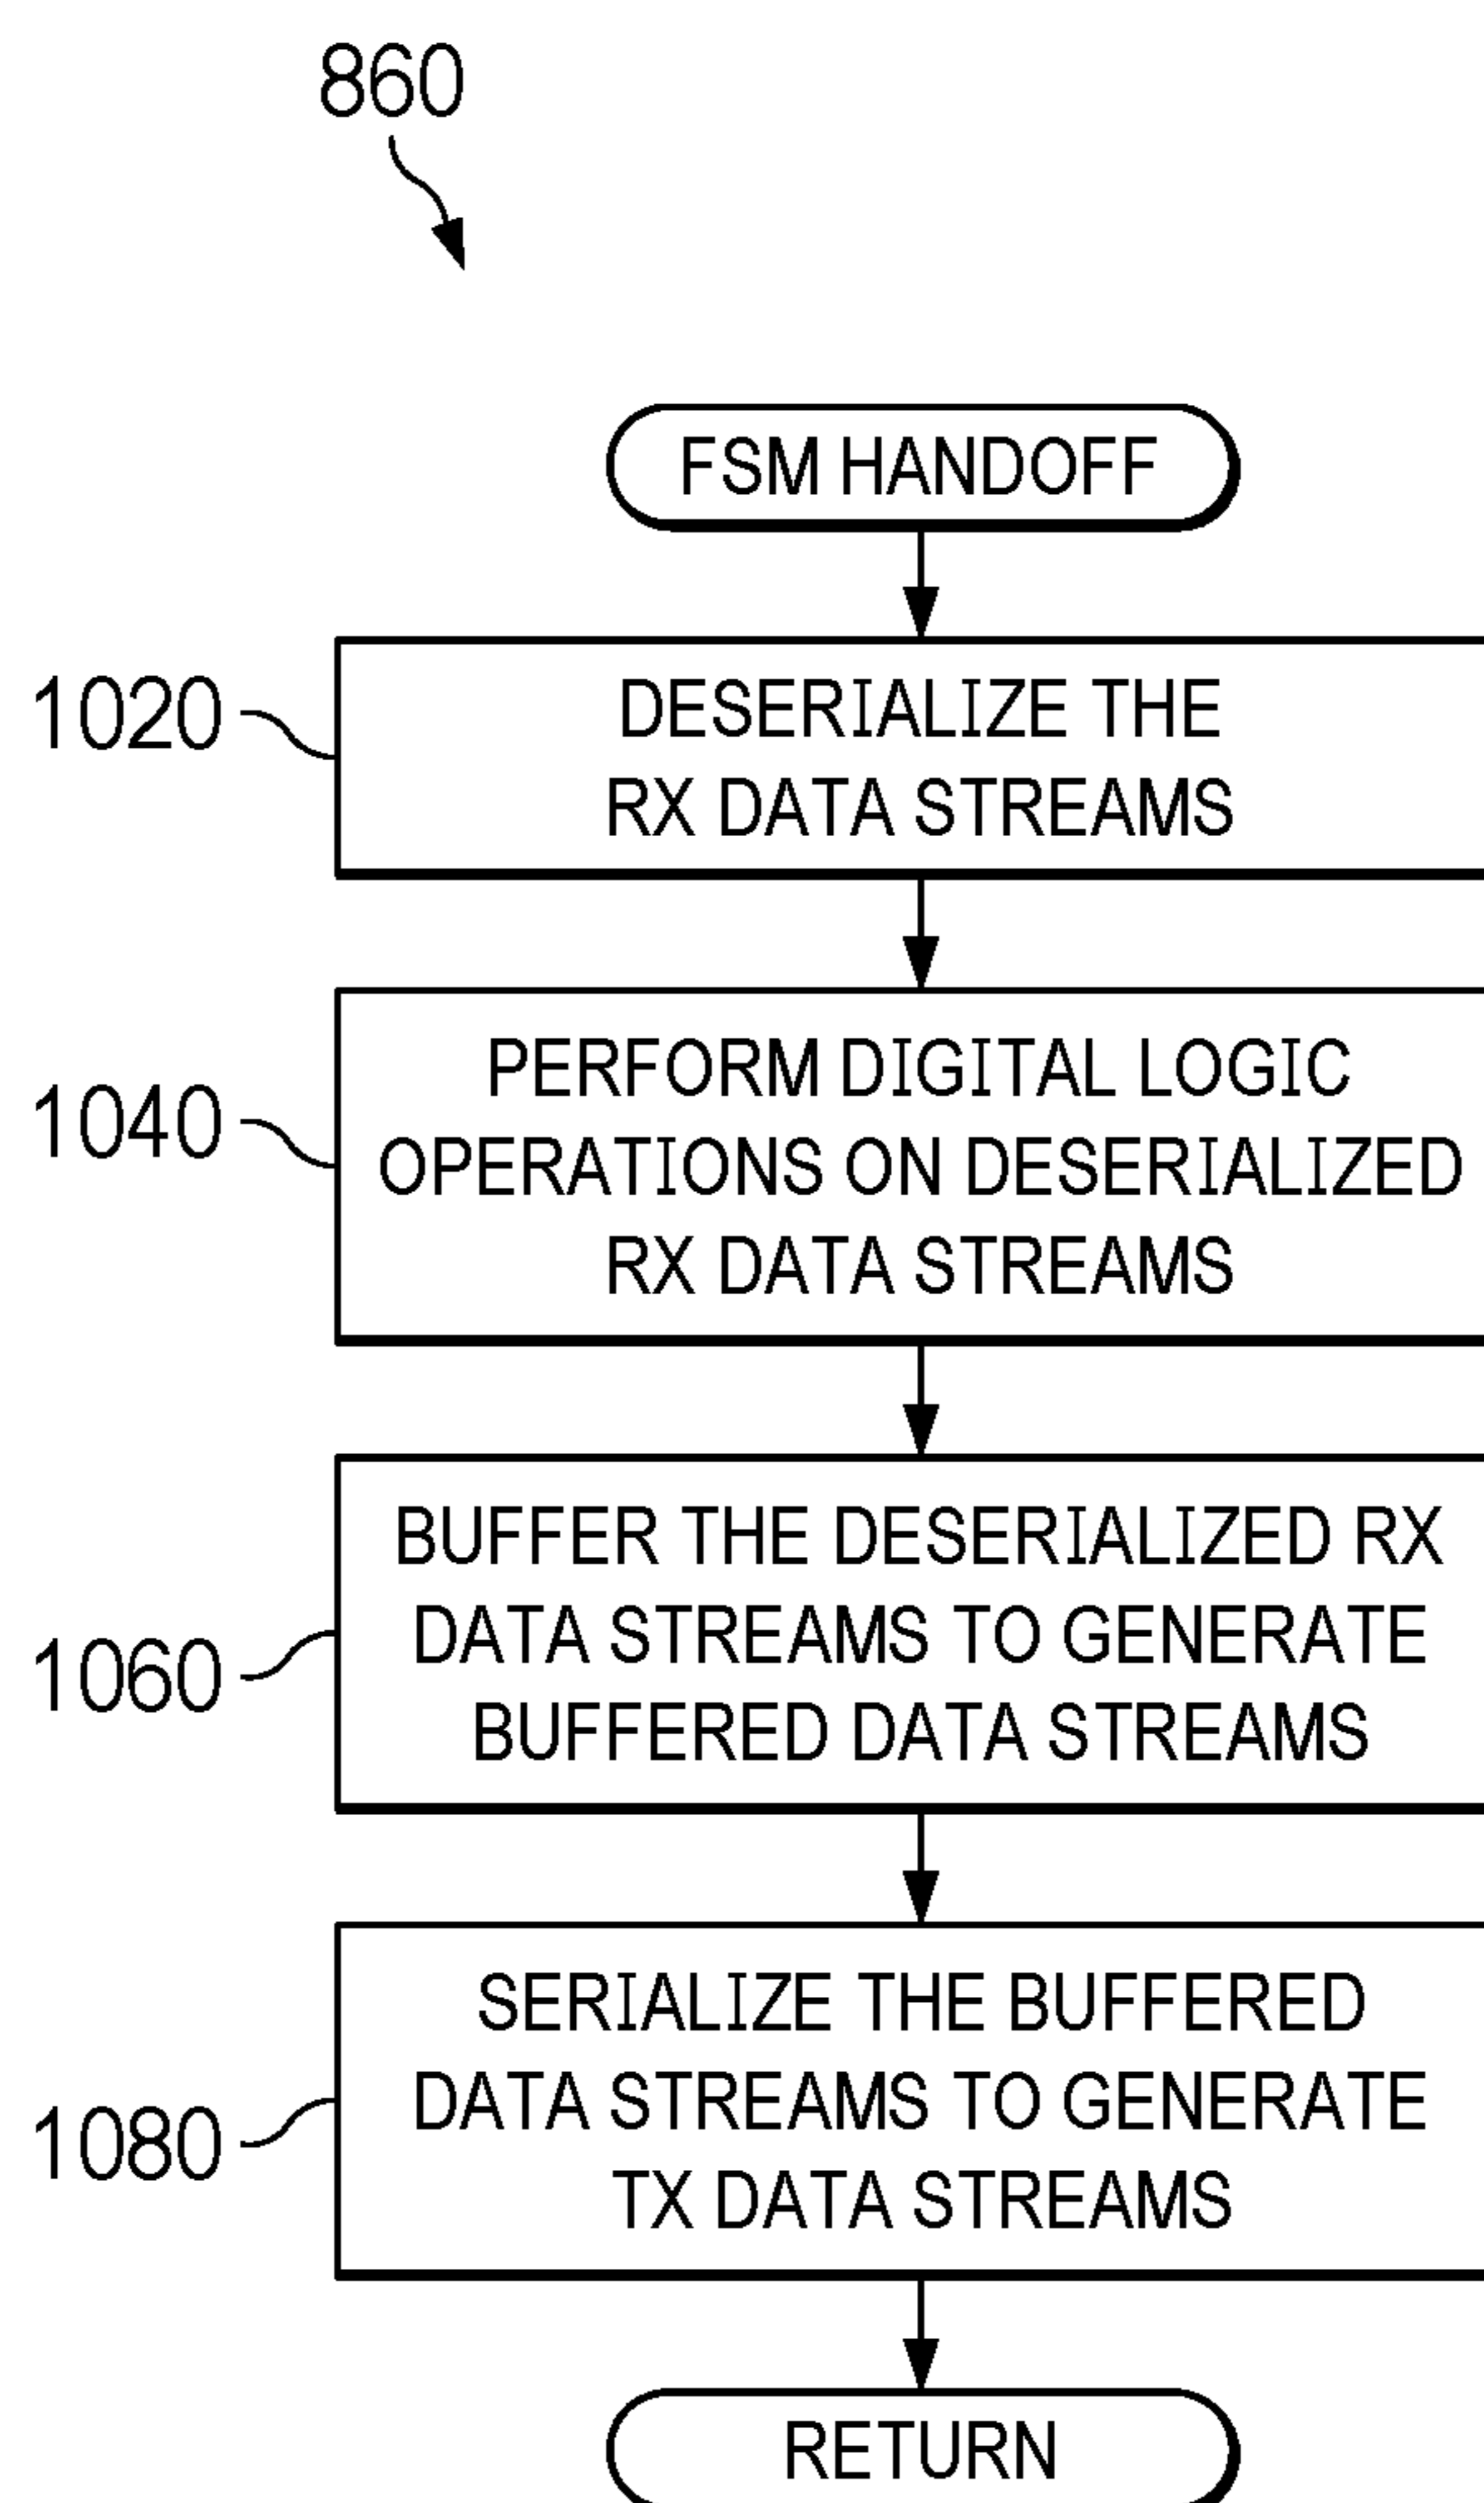 860
FSM HANDOFF
1020
DESERIALIZE THE
RX DATA STREAMS
1040
PERFORM DIGITAL LOGIC
OPERATIONS ON DESERIALIZED
RX DATA STREAMS
1060
BUFFER THE DESERIALIZED RX
DATA STREAMS TO GENERATE
BUFFERED DATA STREAMS
1080
SERIALIZE THE BUFFERED
DATA STREAMS TO GENERATE
TX DATA STREAMS
RETURN